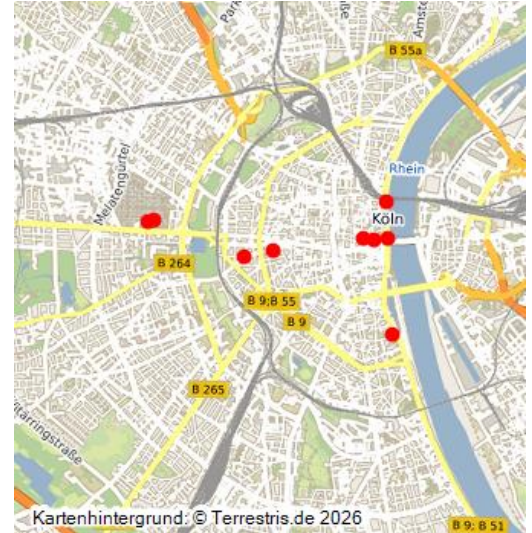 B 55a
Rhein
Melatengürtel
Köln
B 264
B 9;B 55
B 9
B 265
Kartenhintergrund: © Terrestris.de 2026
B 9; B 51